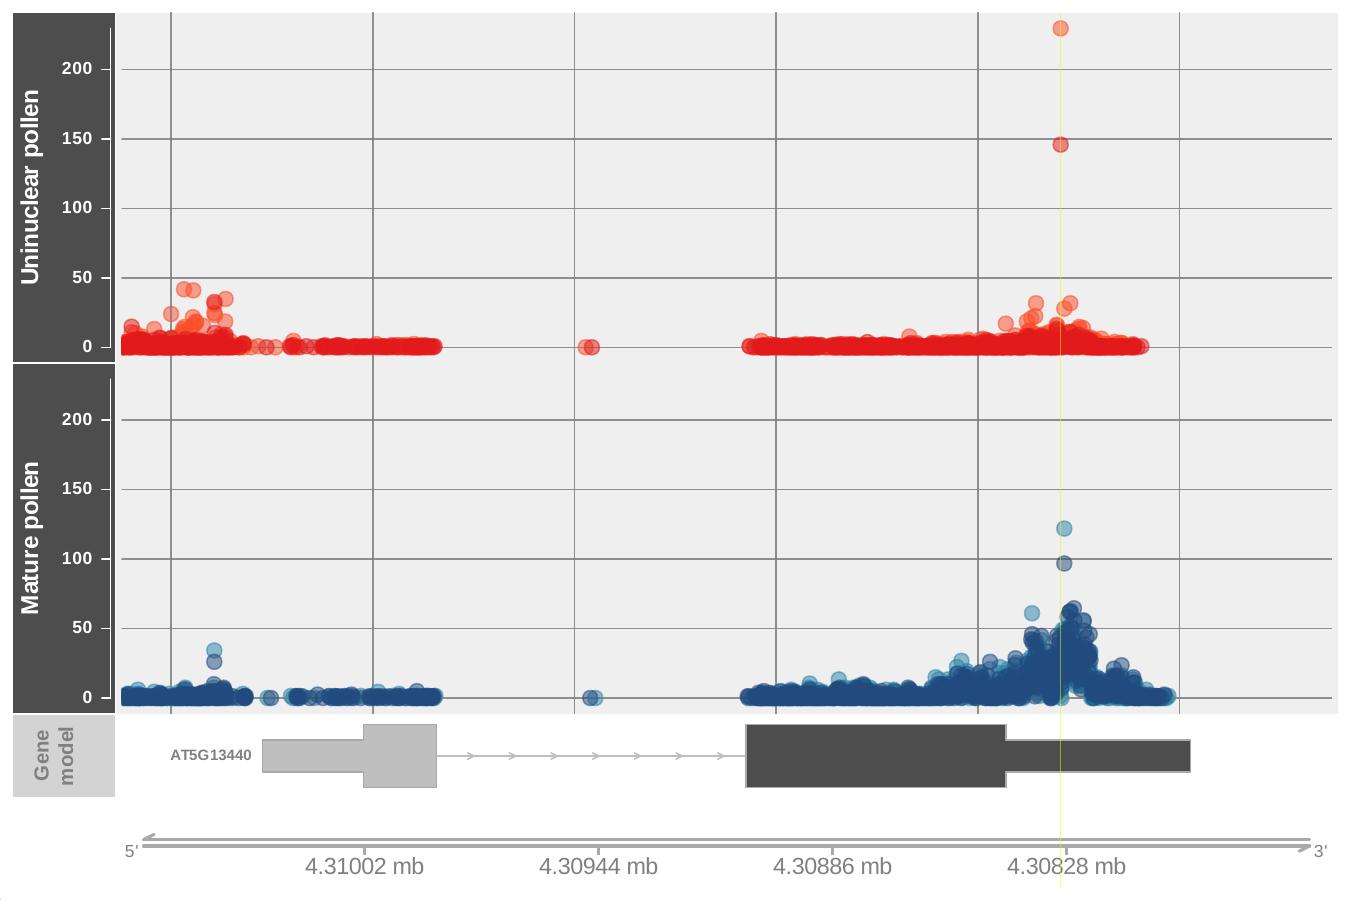 Uninuclear pollen
200
150
100
50
0
Mature pollen
200
150
100
50
0
Gene
model
AT5G13440
5'
3'
4.31002 mb
4.30944 mb
4.30886 mb
4.30828 mb